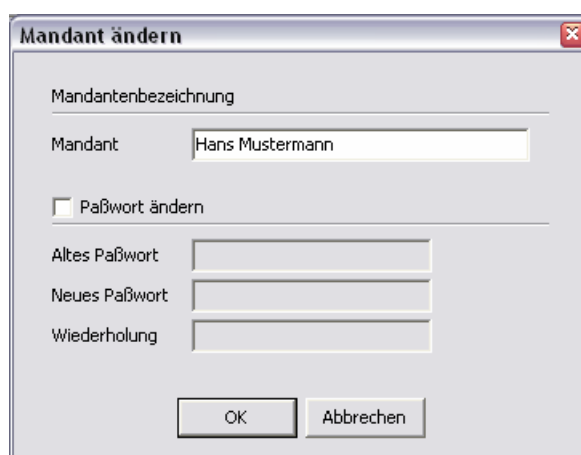 Mandant ändern
Mandantenbezeichnung
Mandant Hans Mustermann
Paßwort ändern
Altes Paßwort
Neues Paßwort
Wiederholung
OK Abbrechen